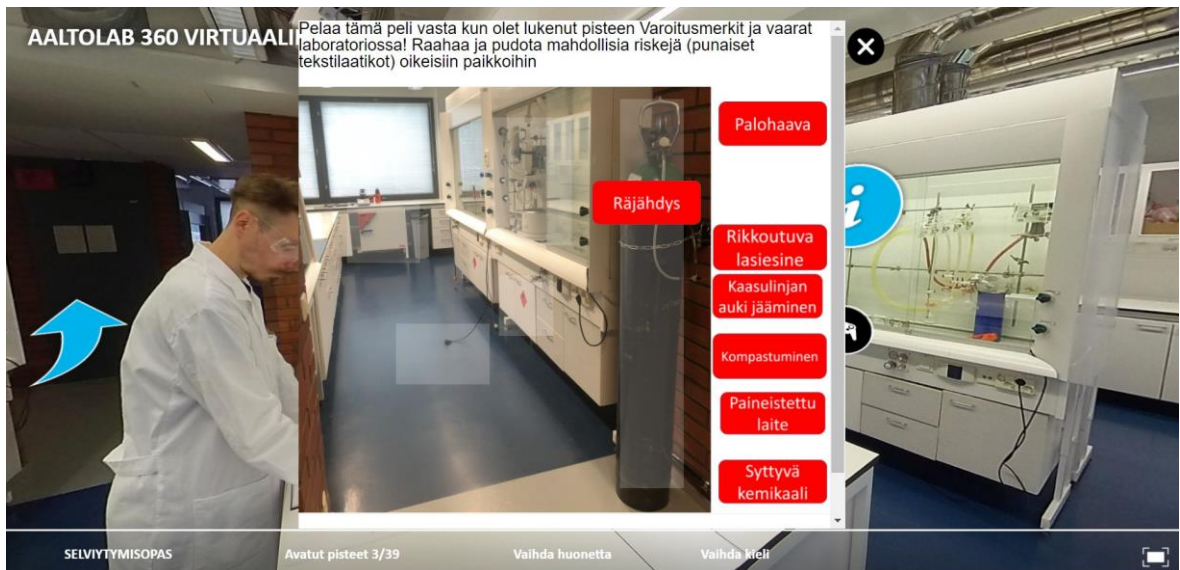 AALTOLAB 360 VIRTUAALI
Pelaa tämä peli vasta kun olet lukenut pisteen Varoitusmerkit ja vaarat
laboratoriossa! Raahaa ja pudota mahdollisia riskejä (punaiset
tekstilaatikot) oikeisiin paikkoihin
Palohaava
Räjähdys
Rikkoutuva
lasiesine
Kaasulinjan
auki jääminen
Kompastuminen
Paineistettu
laite
Syttyvä
kemikaali
SELVIYTYMISOPAS
Avatut pisteet 3/39
Vaihda huonetta
Vaihda kieli